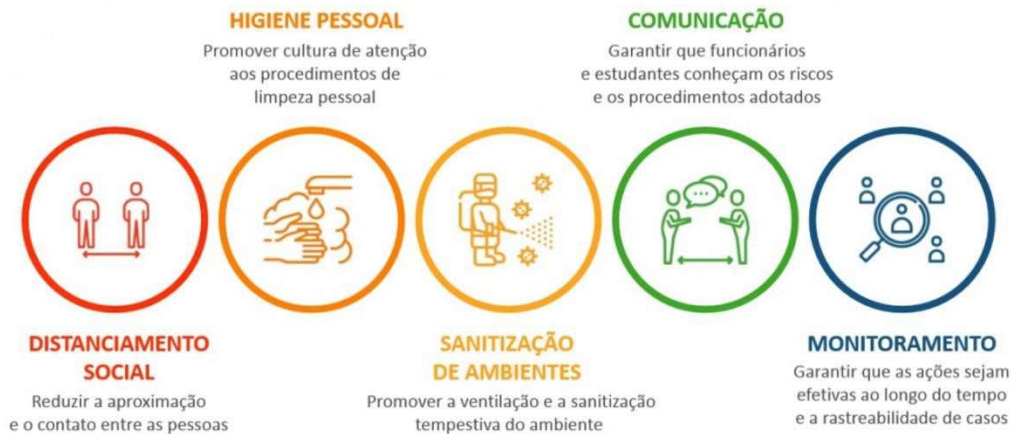 HIGIENE PESSOAL
Promover cultura de atenção
aos procedimentos de
limpeza pessoal
COMUNICAÇÃO
Garantir que funcionários
e estudantes conheçam os riscos
e os procedimentos adotados
DISTANCIAMENTO
SOCIAL
Reduzir a aproximação
e o contato entre as pessoas
SANITIZAÇÃO
DE AMBIENTES
Promover a ventilação e a sanitização
tempestiva do ambiente
MONITORAMENTO
Garantir que as ações sejam
efetivas ao longo do tempo
e a rastreabilidade de casos